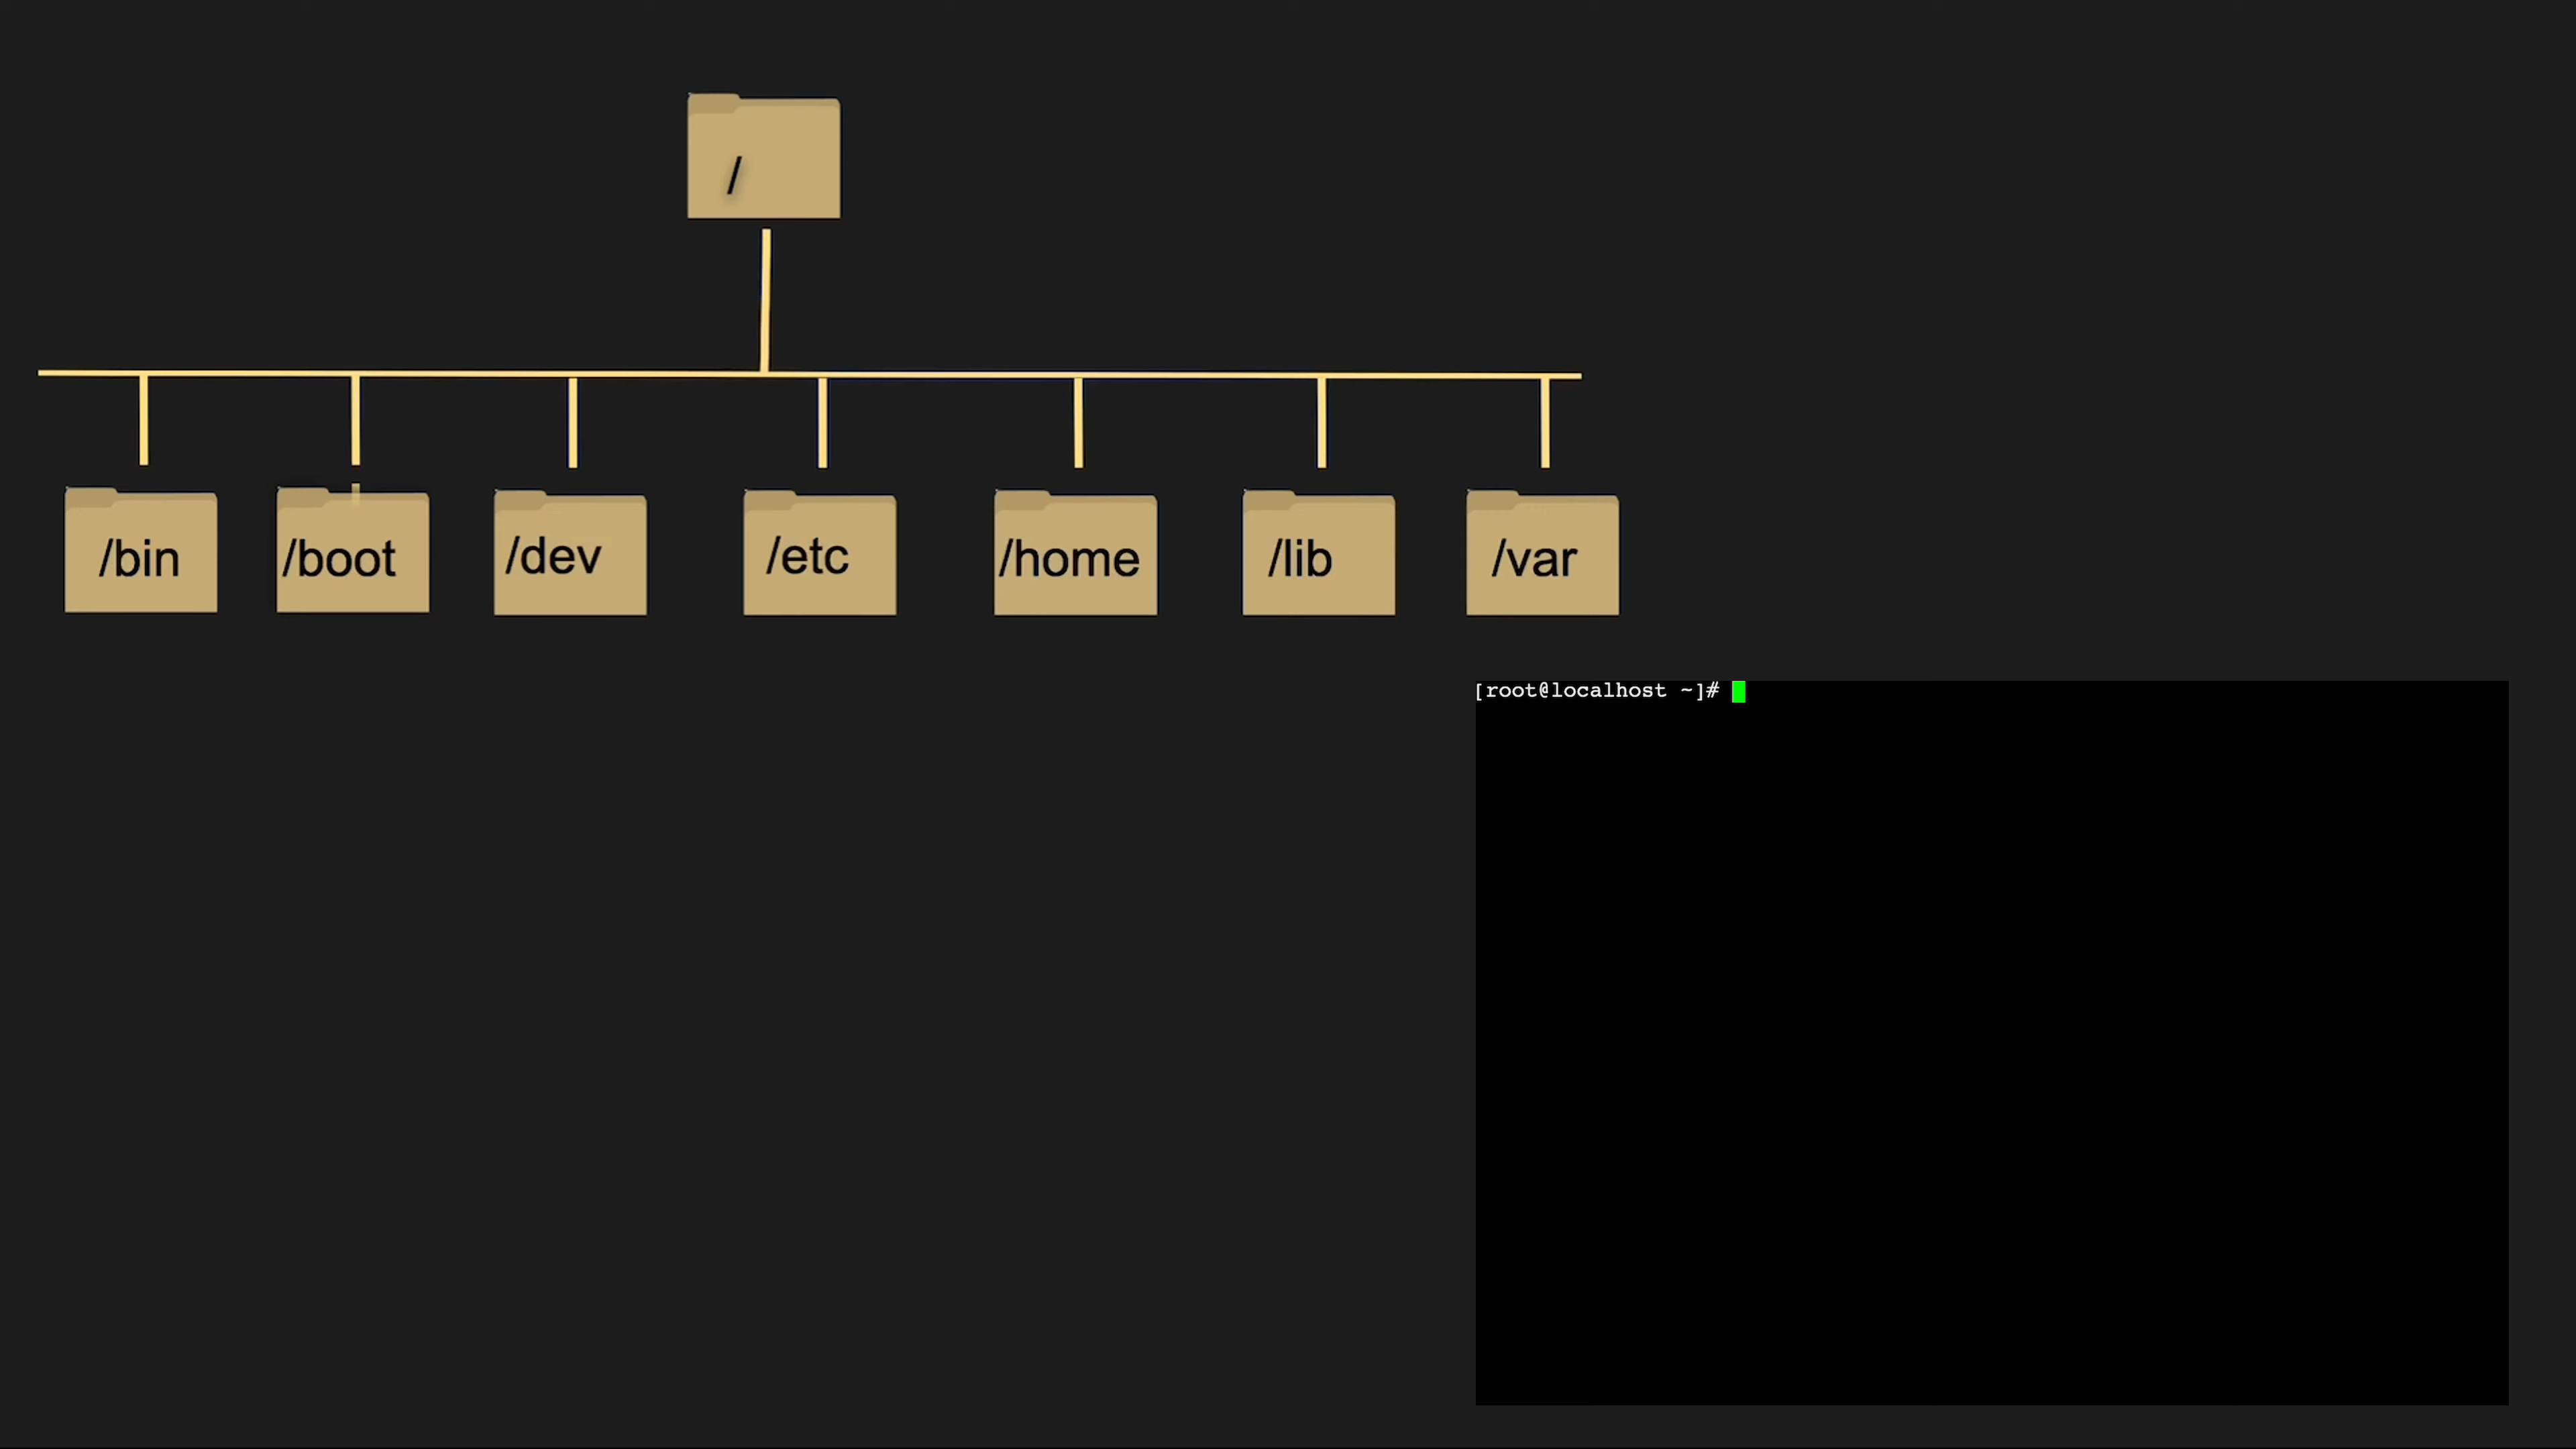 /
/bin
/boot
/dev
/etc
/home
/lib
/var
[root@localhost ~]#